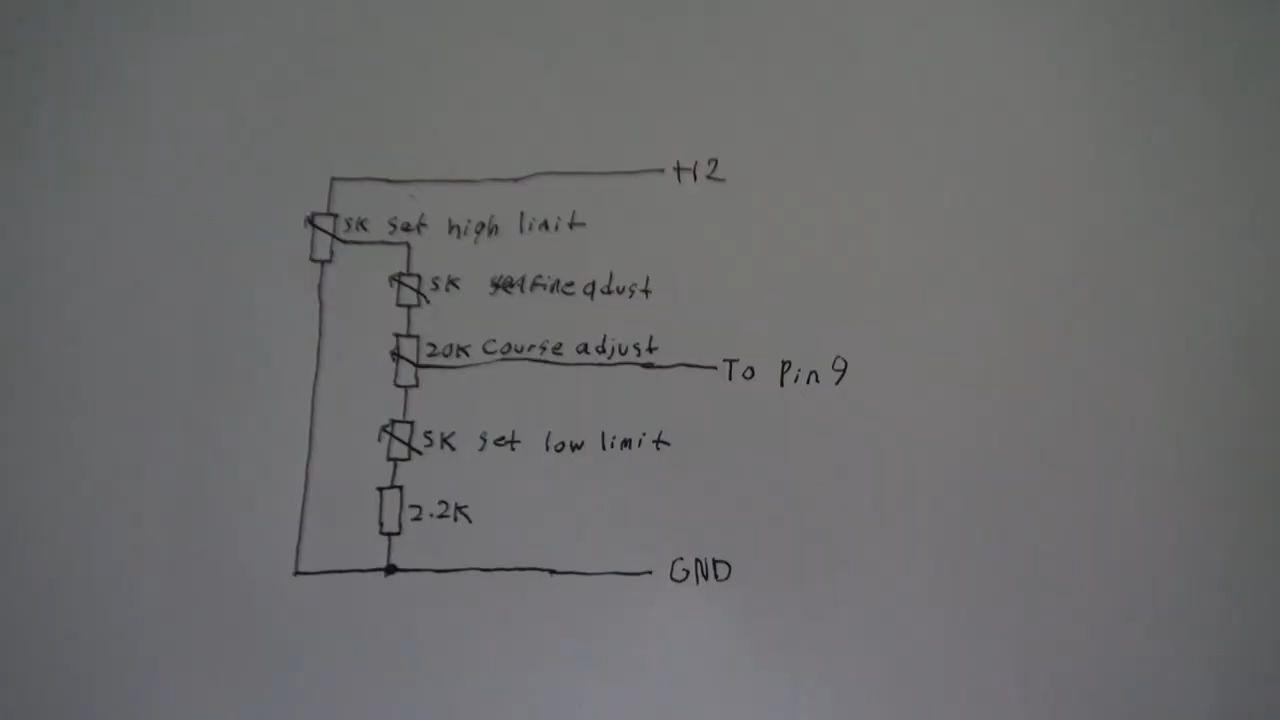 +12
5K set high limit
5K fine adust
20K Course adjust
To Pin 9
5K set low limit
2.2K
GND